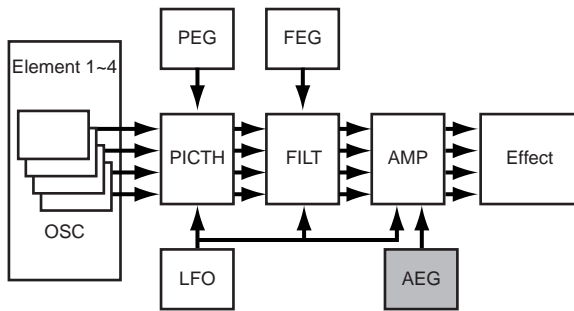 PEG
FEG
Element 1~4
PICTH
FILT
AMP
Effect
OSC
LFO
AEG